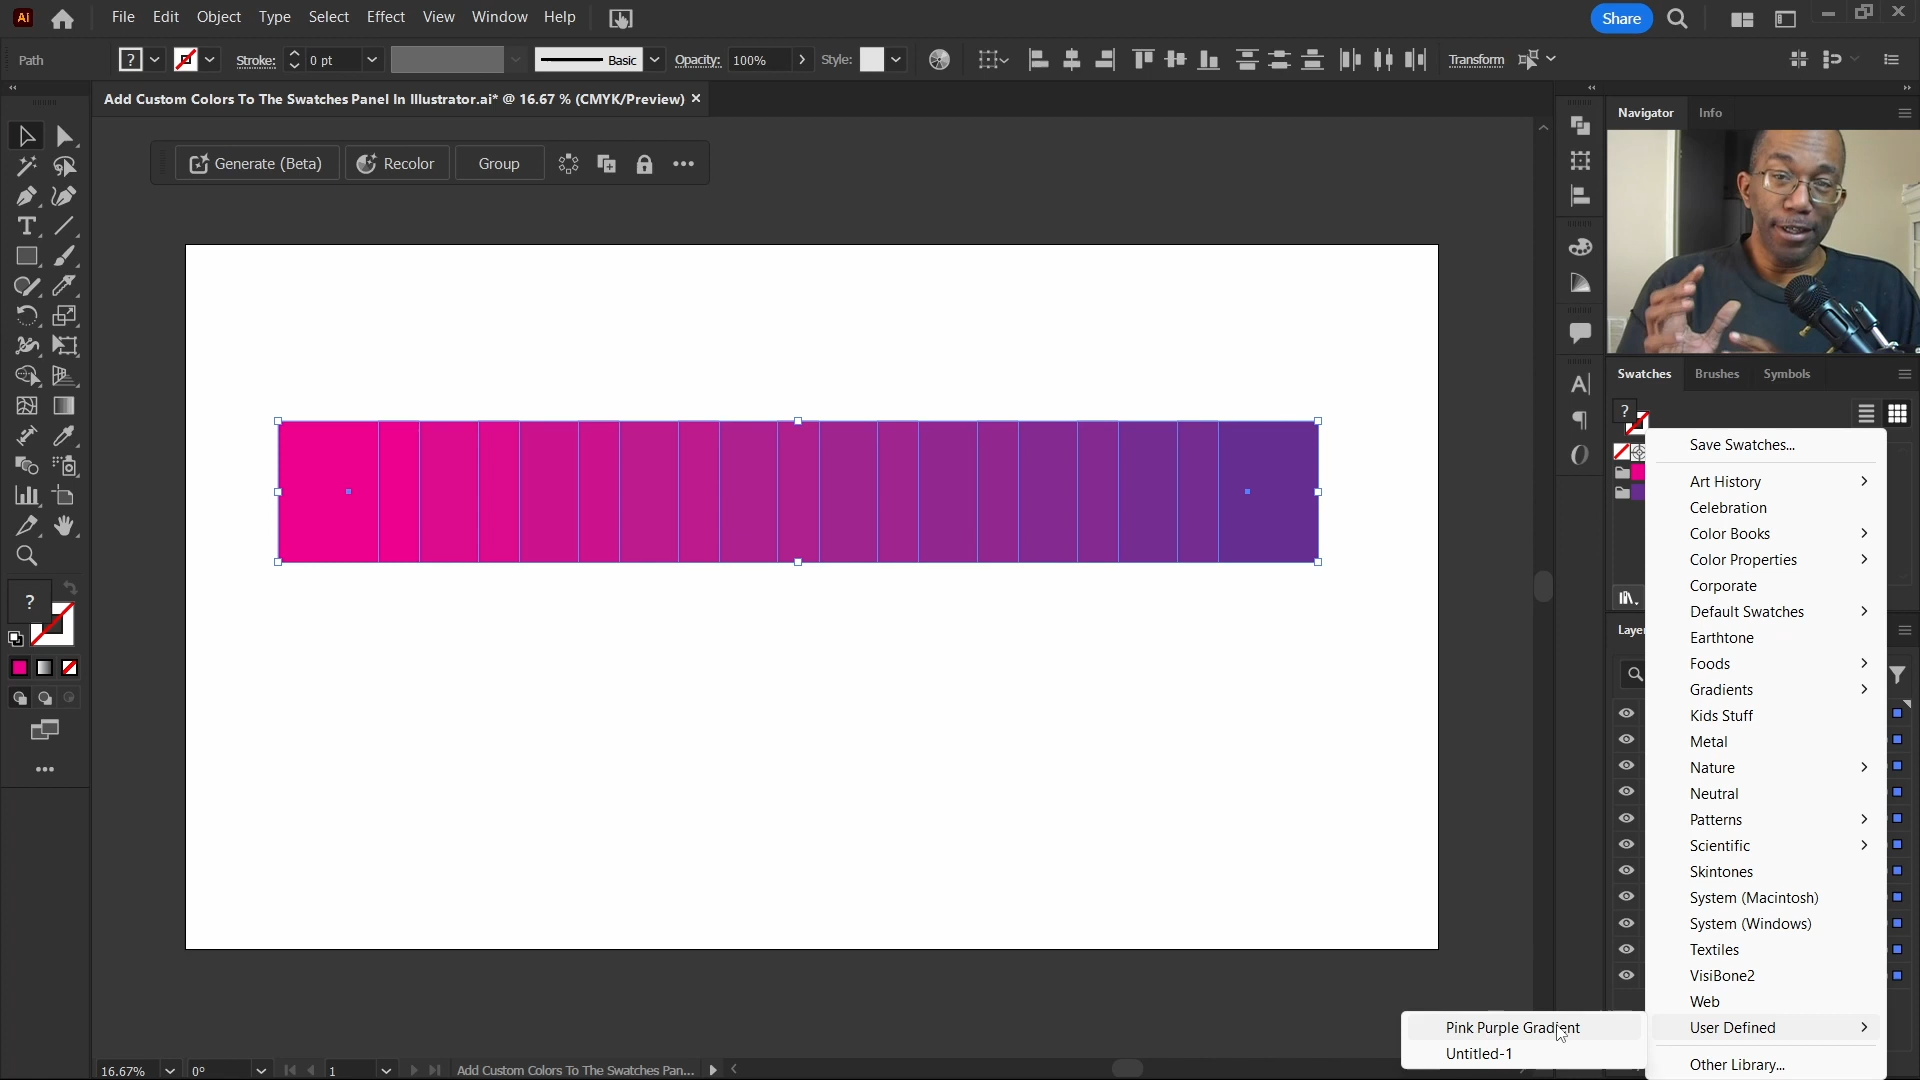 Ai File Edit Object Type Select Effect View Window Help Share
Path ? Stroke: 0 pt Basic Opacity: 100% Style: Transform
Add Custom Colors To The Swatches Panel In Illustrator.ai* @ 16.67 % (CMYK/Preview)
Navigator Info
Generate (Beta) Recolor Group
Swatches Brushes Symbols
?
Save Swatches...
Art History
Celebration
Color Books
Color Properties
Corporate
Default Swatches
Earthtone
Foods
Gradients
Kids Stuff
Metal
Nature
Neutral
Patterns
Scientific
Skintones
System (Macintosh)
System (Windows)
Textiles
VisiBone2
Web
User Defined
Other Library...
Pink Purple Gradient
Untitled-1
Laye
?
16.67% 0° 1 Add Custom Colors To The Swatches Pan...